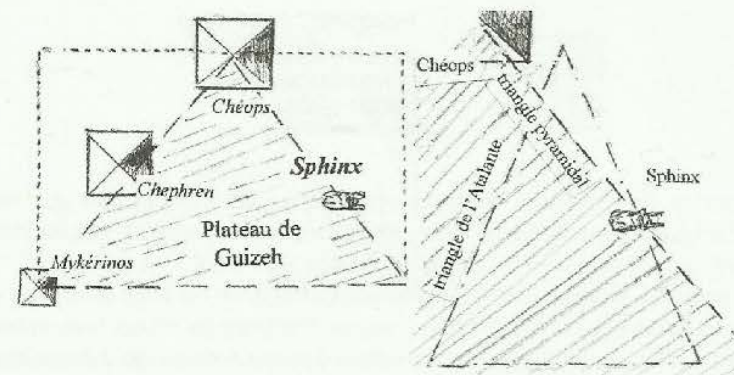 Chéops
Chephren
Sphinx
Plateau de
Guizeh
Mykérinos
Chéops
triangle pyramidal
triangle de l'Atalante
Sphinx